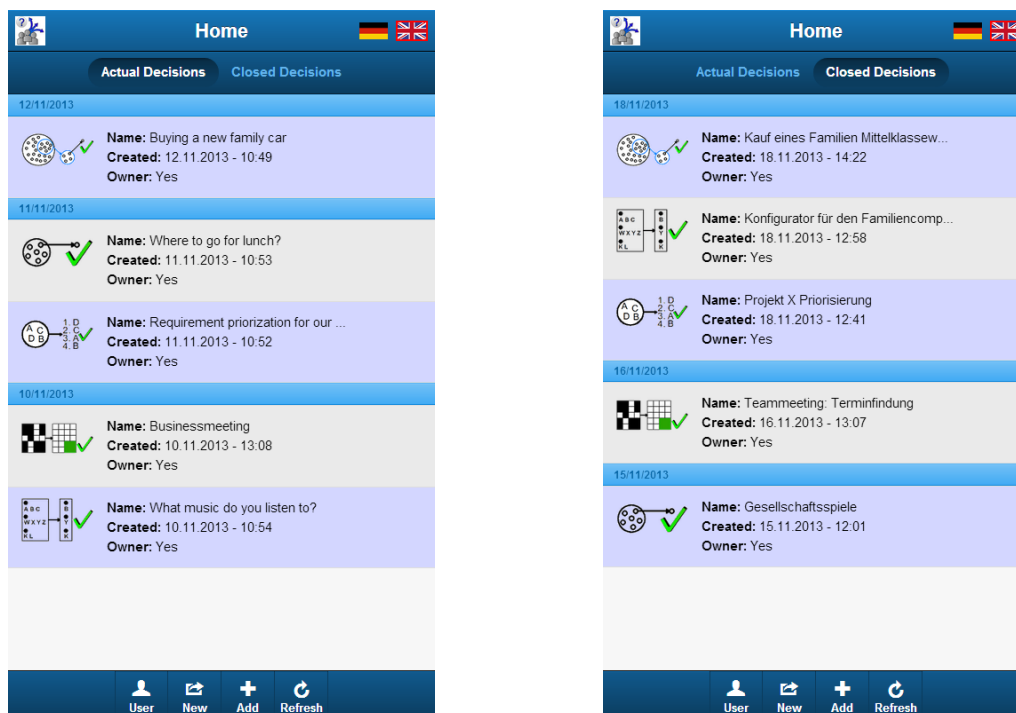 Home
Actual Decisions Closed Decisions
12/11/2013
Name: Buying a new family car
Created: 12.11.2013 - 10:49
Owner: Yes
11/11/2013
Name: Where to go for lunch?
Created: 11.11.2013 - 10:53
Owner: Yes
Name: Requirement priorization for our ...
Created: 11.11.2013 - 10:52
Owner: Yes
A C
D B
1. D
2. C
3. A
4. B
10/11/2013
Name: Businessmeeting
Created: 10.11.2013 - 13:08
Owner: Yes
Name: What music do you listen to?
Created: 10.11.2013 - 10:54
Owner: Yes
A B C
W X Y Z
K L
B
Y
K
User New Add Refresh
Home
Actual Decisions Closed Decisions
18/11/2013
Name: Kauf eines Familien Mittelklassew...
Created: 18.11.2013 - 14:22
Owner: Yes
Name: Konfigurator für den Familiencomp...
Created: 18.11.2013 - 12:58
Owner: Yes
A B C
W X Y Z
K L
B
Y
K
Name: Projekt X Priorisierung
Created: 18.11.2013 - 12:41
Owner: Yes
A C
D B
1. D
2. C
3. A
4. B
16/11/2013
Name: Teammeeting: Terminfindung
Created: 16.11.2013 - 13:07
Owner: Yes
15/11/2013
Name: Gesellschaftsspiele
Created: 15.11.2013 - 12:01
Owner: Yes
User New Add Refresh